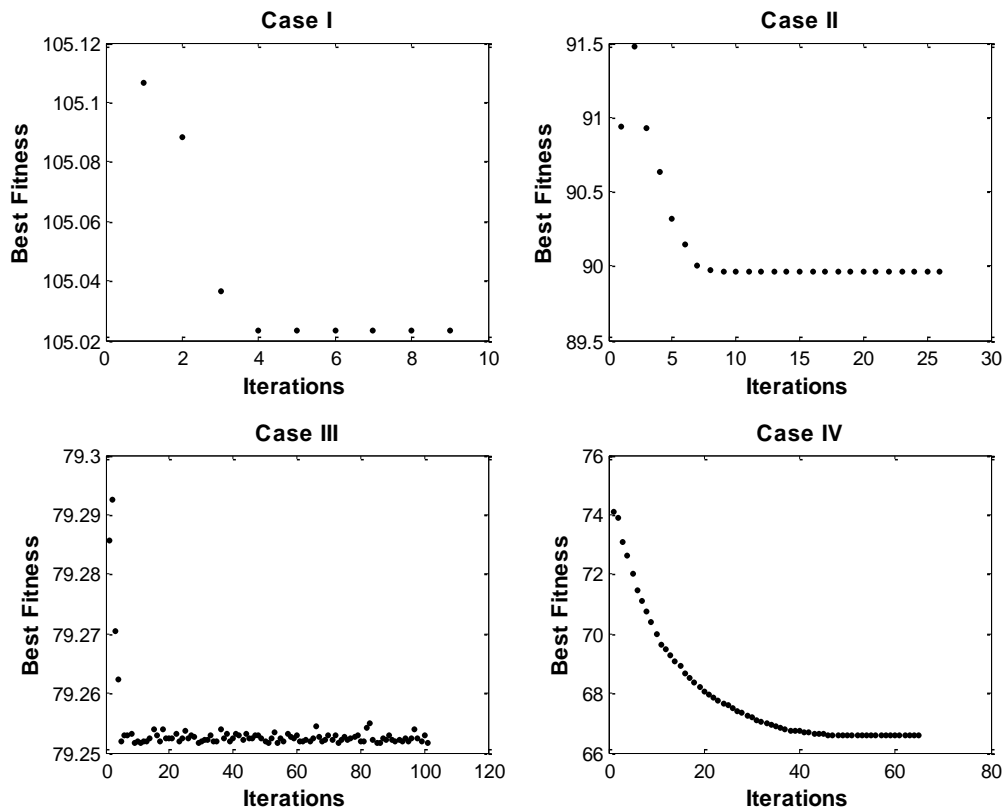 Case I
105.12
105.1
105.08
105.06
105.04
105.02
Best Fitness
0 2 4 6 8 10
Iterations
Case II
91.5
91
90.5
90
89.5
Best Fitness
0 5 10 15 20 25 30
Iterations
Case III
79.3
79.29
79.28
79.27
79.26
79.25
Best Fitness
0 20 40 60 80 100 120
Iterations
Case IV
76
74
72
70
68
66
Best Fitness
0 20 40 60 80
Iterations